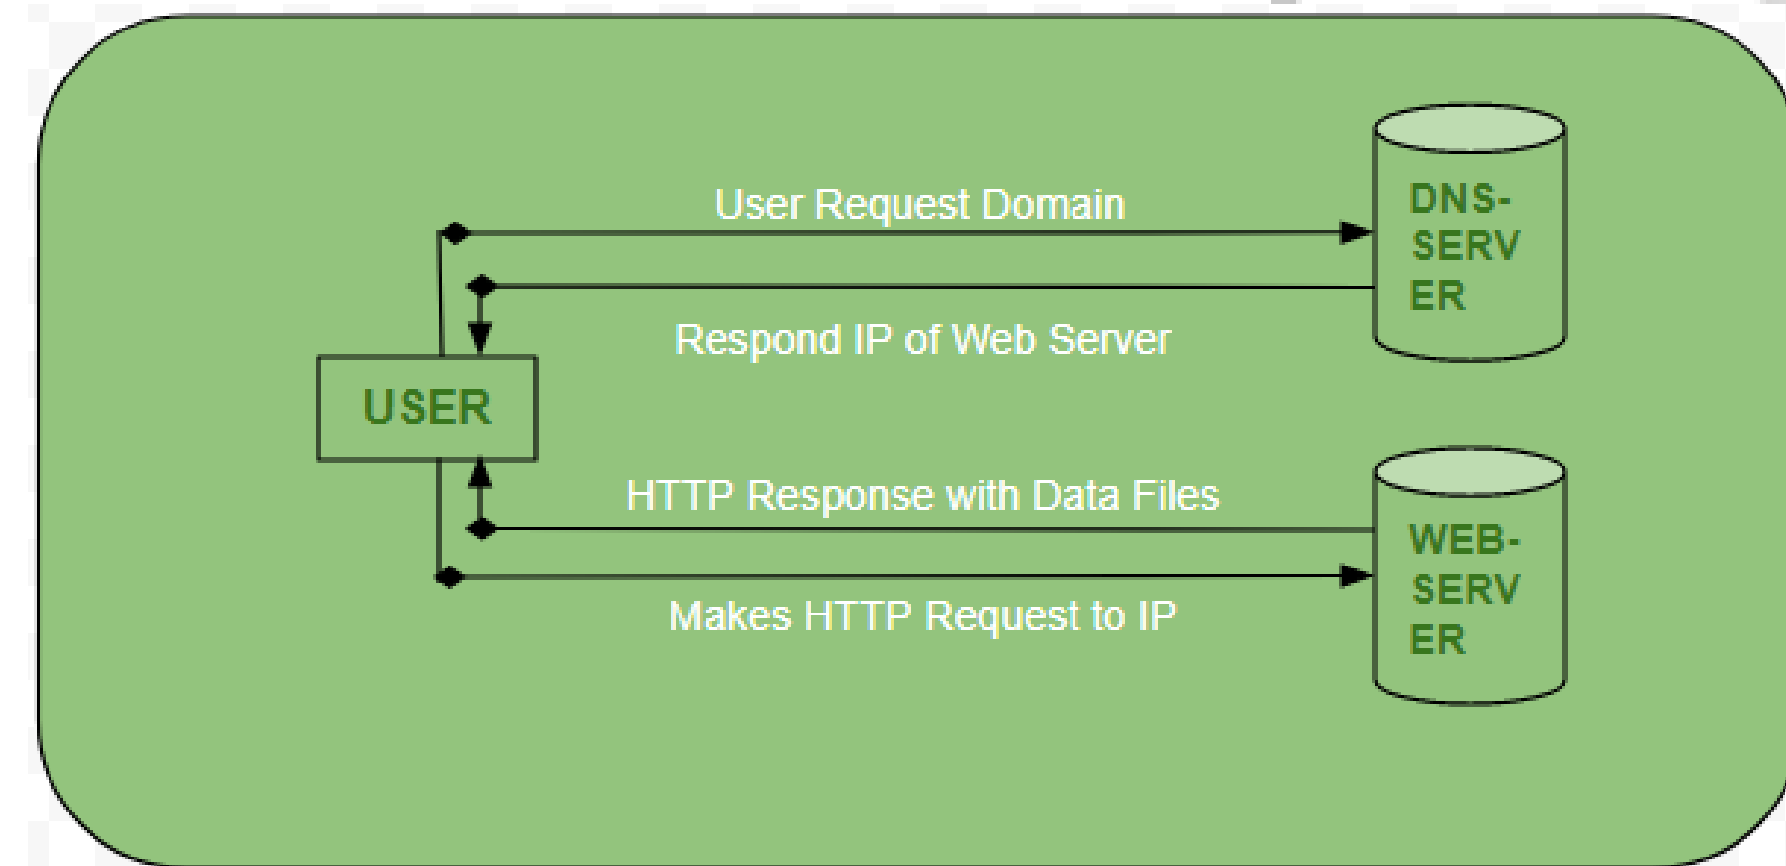 User Request Domain
DNS-
SERV
ER
Respond IP of Web Server
USER
HTTP Response with Data Files
WEB-
SERV
ER
Makes HTTP Request to IP